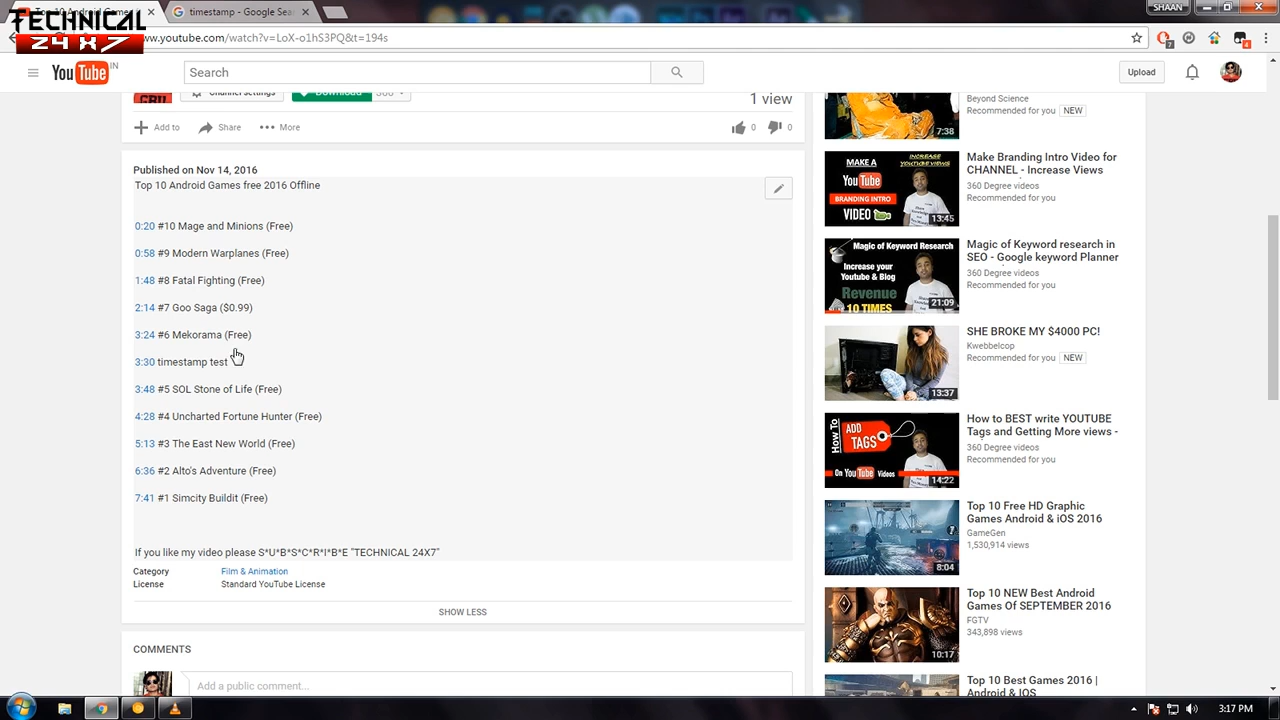 TECHNICAL
24X7
timestamp - Google Sea
SHAAN
www.youtube.com/watch?v=LoX-o1hS3PQ&t=194s
YouTube IN
Search
Upload
Channel settings
Download
1 view
Add to
Share
More
0
0
Published on Nov 14, 2016
Top 10 Android Games free 2016 Offline
0:20 #10 Mage and Minions (Free)
0:58 #9 Modern Warplanes (Free)
1:48 #8 Fang Fighting (Free)
2:14 #7 Goo Saga ($0.99)
3:24 #6 Mekorama (Free)
3:30 timestamp test
3:48 #5 SOL Stone of Life (Free)
4:28 #4 Uncharted Fortune Hunter (Free)
5:13 #3 The East New World (Free)
6:36 #2 Alto's Adventure (Free)
7:41 #1 Simcity Buildit (Free)
If you like my video please S*U*B*S*C*R*I*B*E "TECHNICAL 24X7"
Category Film & Animation
License Standard YouTube License
SHOW LESS
COMMENTS
Add a public comment...
7:38
Beyond Science
Recommended for you NEW
MAKE A
YouTube
BRANDING INTRO
VIDEO
INCREASE
YOUTUBE VIEWS
13:45
Make Branding Intro Video for
CHANNEL - Increase Views
360 Degree videos
Recommended for you
Magic of Keyword Research
Increase your
Youtube & Blog
Revenue
10 TIMES
21:09
Magic of Keyword research in
SEO - Google keyword Planner
360 Degree videos
Recommended for you
13:37
SHE BROKE MY $4000 PC!
Kwebbelcop
Recommended for you NEW
How To
ADD
TAGS
On YouTube Videos
14:22
How to BEST write YOUTUBE
Tags and Getting More views -
360 Degree videos
Recommended for you
8:04
Top 10 Free HD Graphic
Games Android & iOS 2016
GameGen
1,530,914 views
10:17
Top 10 NEW Best Android
Games Of SEPTEMBER 2016
FGTV
343,898 views
Top 10 Best Games 2016 |
Android & IOS
3:17 PM